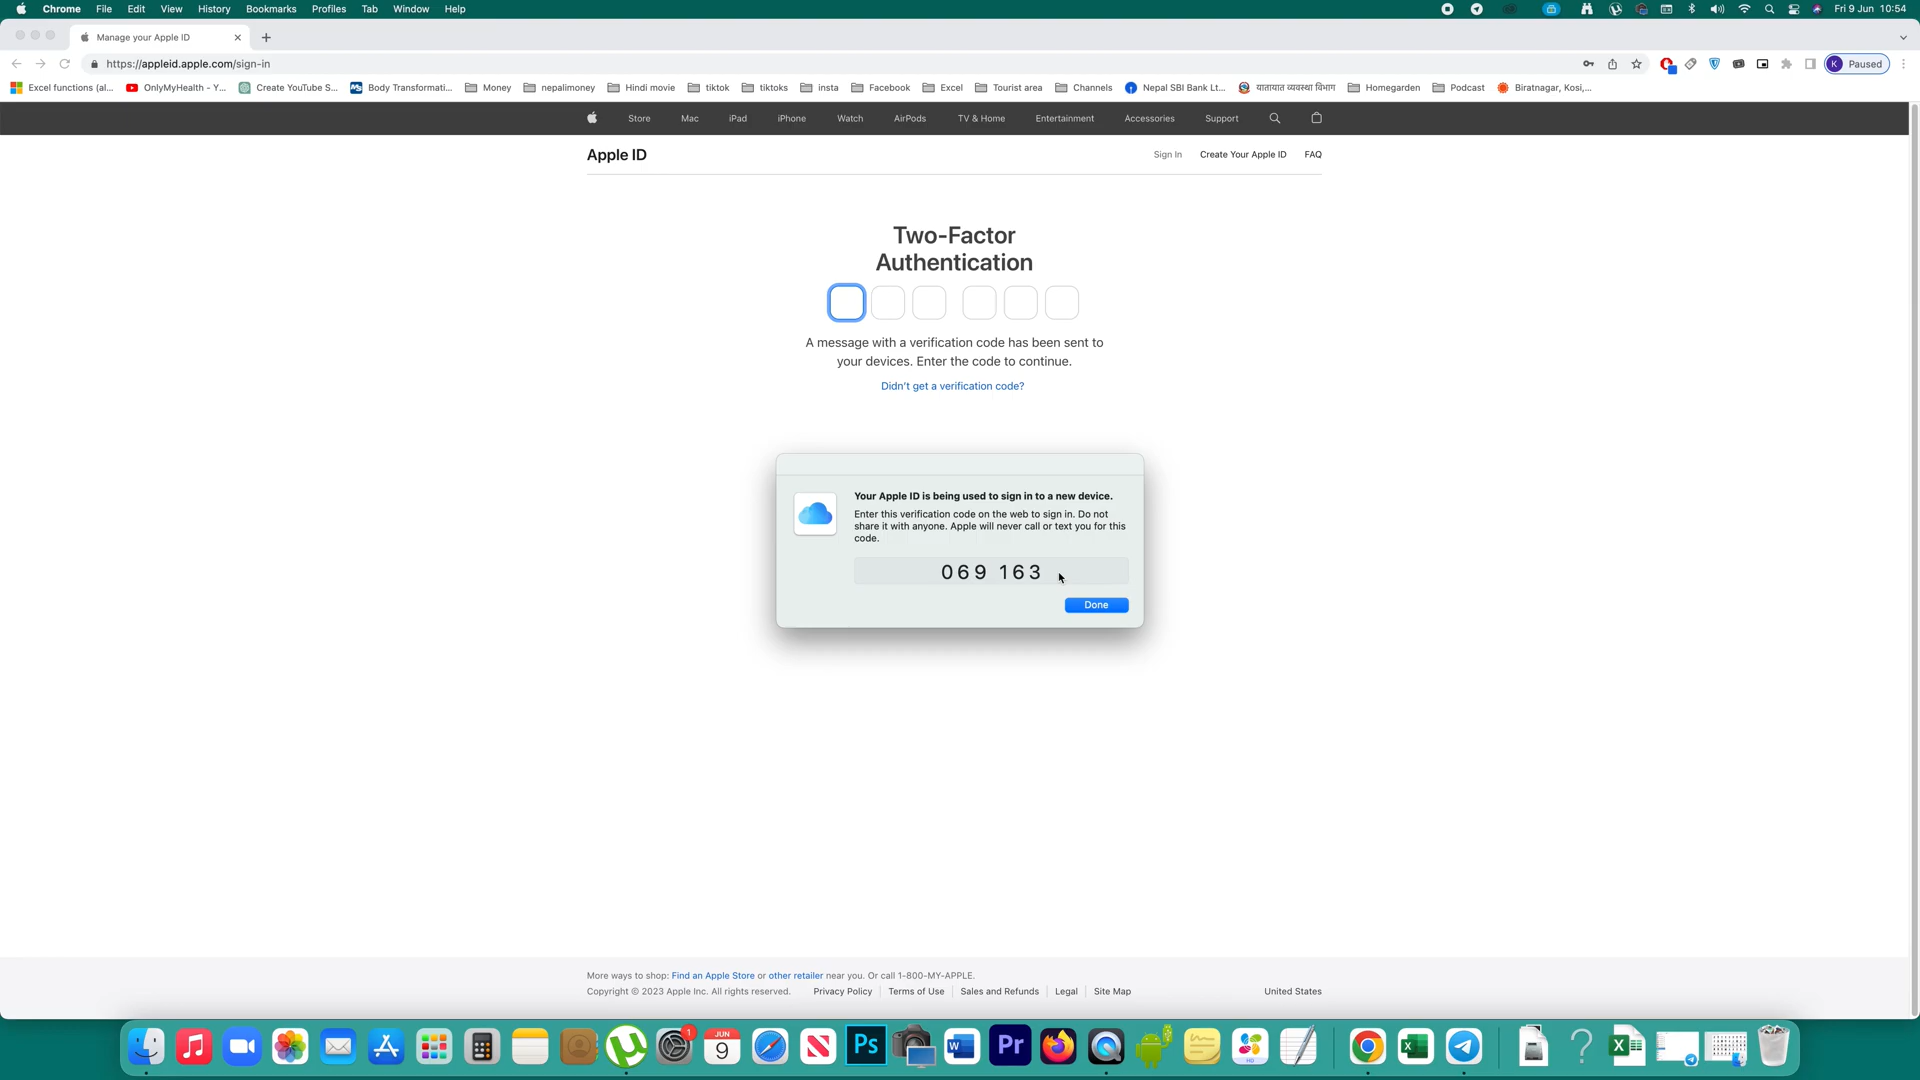 Chrome File Edit View History Bookmarks Profiles Tab Window Help Fri 9 Jun 10:54
Manage your Apple ID
https://appleid.apple.com/sign-in K Paused
Excel functions (al... OnlyMyHealth - Y... Create YouTube S... Body Transformati... Money nepalimoney Hindi movie tiktok tiktoks insta Facebook Excel Tourist area Channels Nepal SBI Bank Lt... यातायात व्यवस्था विभाग Homegarden Podcast Biratnagar, Kosi,...
Store Mac iPad iPhone Watch AirPods TV & Home Entertainment Accessories Support
Apple ID Sign In Create Your Apple ID FAQ
Two-Factor
Authentication
A message with a verification code has been sent to
your devices. Enter the code to continue.
Didn't get a verification code?
Your Apple ID is being used to sign in to a new device.
Enter this verification code on the web to sign in. Do not
share it with anyone. Apple will never call or text you for this
code.
069 163
Done
More ways to shop: Find an Apple Store or other retailer near you. Or call 1-800-MY-APPLE.
Copyright © 2023 Apple Inc. All rights reserved. Privacy Policy Terms of Use Sales and Refunds Legal Site Map United States
1 JUN 9 Ps W Pr X X